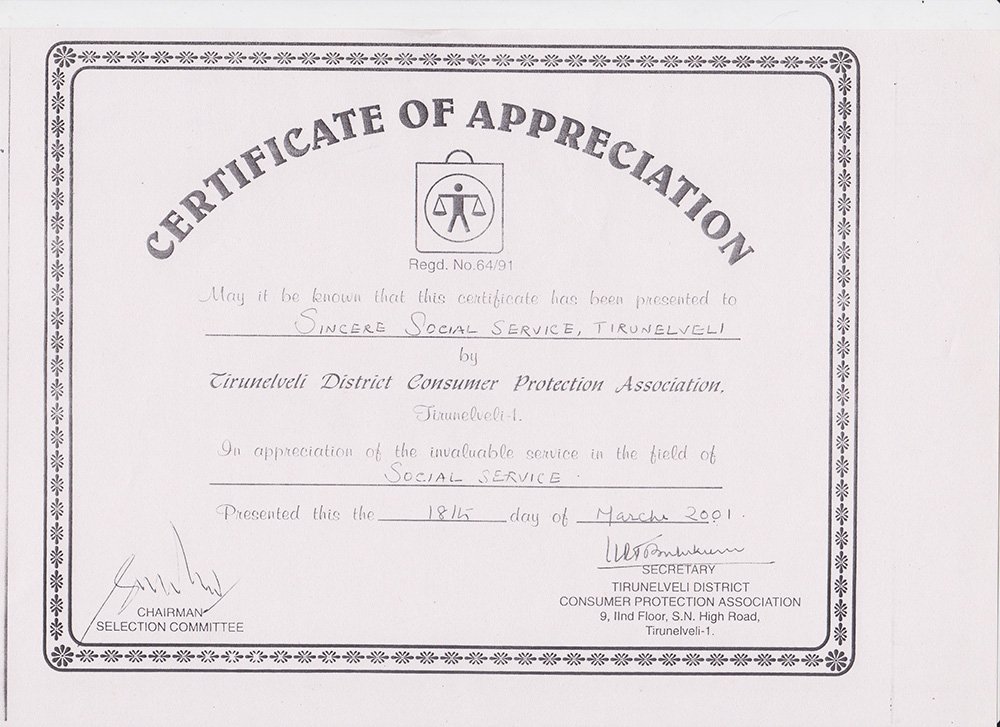 CERTIFICATE OF APPRECIATION
Regd. No.64/91
May it be known that this certificate has been presented to
SINCERE SOCIAL SERVICE, TIRUNELVELI
by
Tirunelveli District Consumer Protection Association,
Tirunelveli-1.
In appreciation of the invaluable service in the field of
SOCIAL SERVICE.
Presented this the 18th day of March 2001.
CHAIRMAN
SELECTION COMMITTEE
SECRETARY
TIRUNELVELI DISTRICT
CONSUMER PROTECTION ASSOCIATION
9, IInd Floor, S.N. High Road,
Tirunelveli-1.